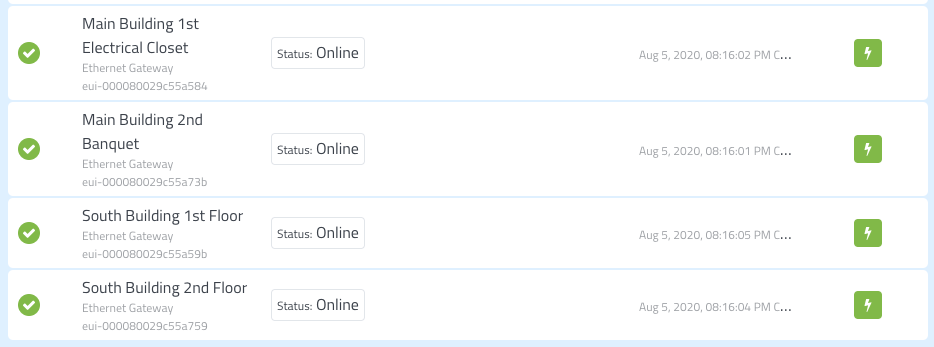 Main Building 1st
Electrical Closet
Ethernet Gateway
eui-000080029c55a584
Status: Online
Aug 5, 2020, 08:16:02 PM C...
Main Building 2nd
Banquet
Ethernet Gateway
eui-000080029c55a73b
Status: Online
Aug 5, 2020, 08:16:01 PM C...
South Building 1st Floor
Ethernet Gateway
eui-000080029c55a59b
Status: Online
Aug 5, 2020, 08:16:05 PM C...
South Building 2nd Floor
Ethernet Gateway
eui-000080029c55a759
Status: Online
Aug 5, 2020, 08:16:04 PM C...